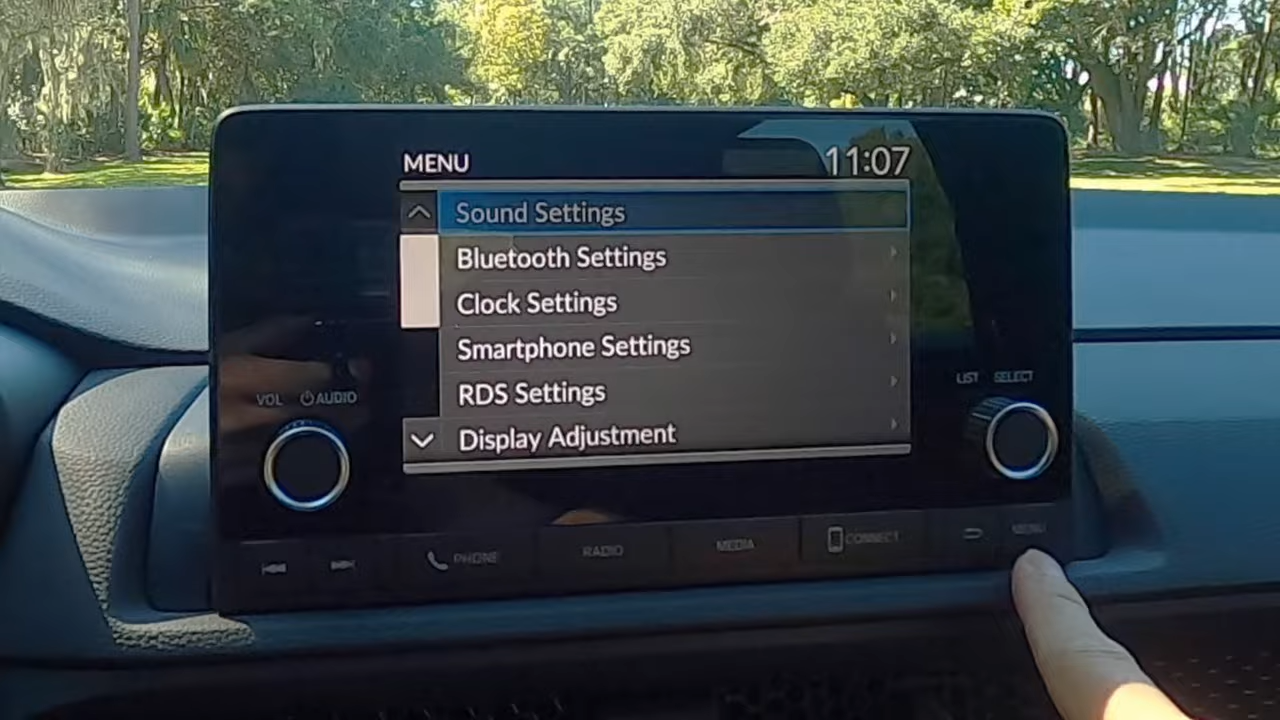 MENU
11:07
Sound Settings
Bluetooth Settings
Clock Settings
Smartphone Settings
RDS Settings
Display Adjustment
VOL
AUDIO
LIST
SELECT
PHONE
RADIO
MEDIA
CONNECT
MENU